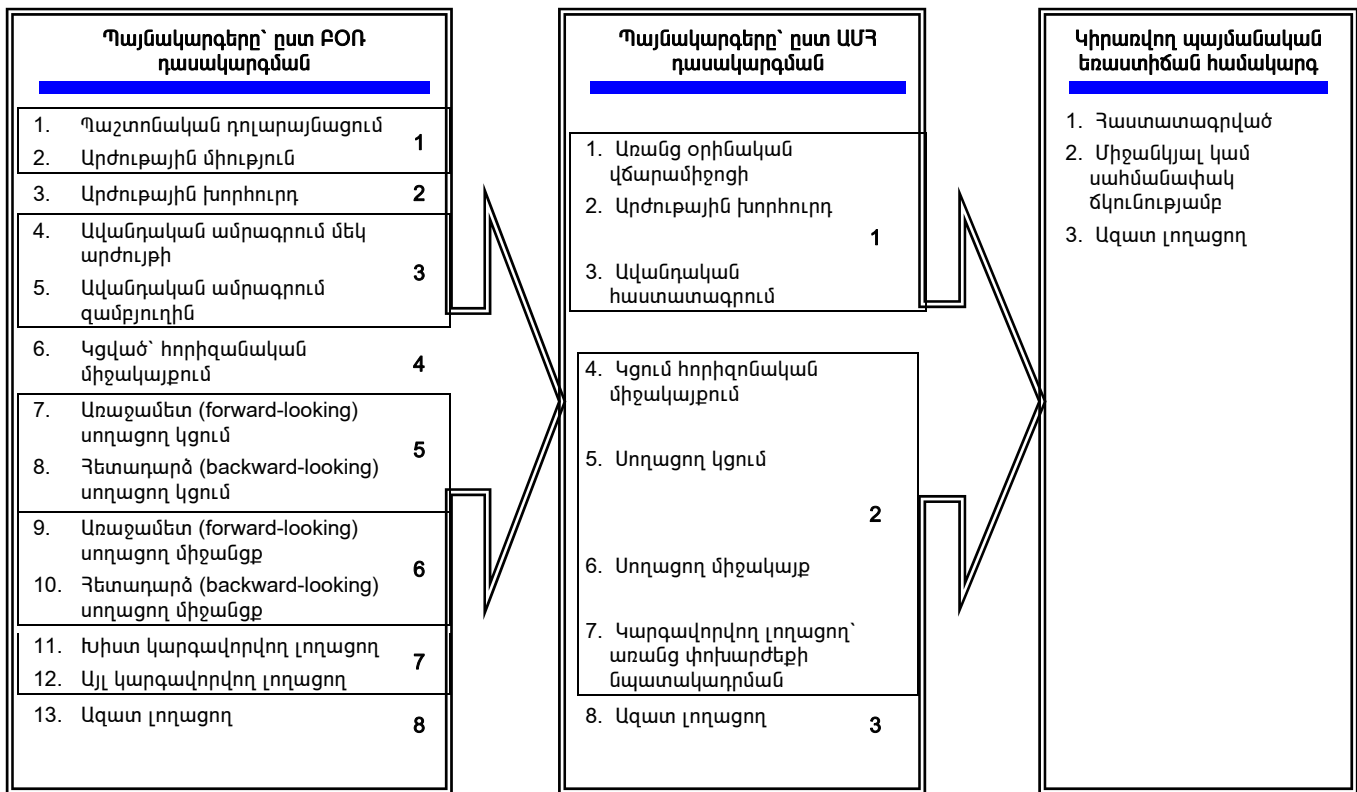 Պայնակարգերը` ըստ ԲՕՌ
դասակարգման
1. Պաշտոնական դոլարայնացում
1
2. Արժութային միություն
3. Արժութային խորհուրդ
2
4. Ավանդական ամրագրում մեկ
արժույթի
3
5. Ավանդական ամրագրում
զամբյուղին
6. Կցված` հորիզանական
միջակայքում
4
7. Առաջամետ (forward-looking)
սողացող կցում
5
8. Հետադարձ (backward-looking)
սողացող կցում
9. Առաջամետ (forward-looking)
սողացող միջանցք
6
10. Հետադարձ (backward-looking)
սողացող միջանցք
11. Խիստ կարգավորվող լողացող
7
12. Այլ կարգավորվող լողացող
13. Ազատ լողացող
8
Պայնակարգերը` ըստ ԱՄՀ
դասակարգման
1. Առանց օրինական
վճարամիջոցի
2. Արժութային խորհուրդ
1
3. Ավանդական
հաստատագրում
4. Կցում հորիզոնական
միջակայքում
5. Սողացող կցում
2
6. Սողացող միջակայք
7. Կարգավորվող լողացող`
առանց փոխարժեքի
նպատակադրման
8. Ազատ լողացող
3
Կիրառվող պայմանական
եռաստիճան համակարգ
1. Հաստատագրված
2. Միջանկյալ կամ
սահմանափակ
ճկունությամբ
3. Ազատ լողացող